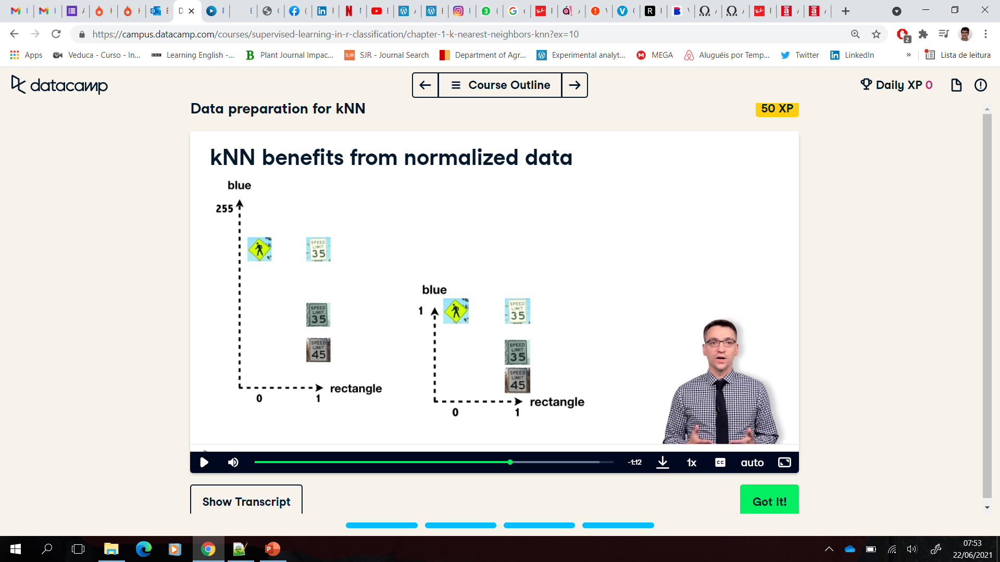 https://campus.datacamp.com/courses/supervised-learning-in-r-classification/chapter-1-k-nearest-neighbors-knn?ex=10
2
Apps
Veduca - Curso - In...
Learning English -...
Plant Journal Impac...
SJR - Journal Search
Department of Agr...
Experimental analyt...
MEGA
Aluguéis por Temp...
Twitter
LinkedIn
»
Lista de leitura
datacamp
Course Outline
Daily XP 0
Data preparation for kNN
50 XP
kNN benefits from normalized data
blue
255
SPEED
LIMIT
35
SPEED
LIMIT
35
SPEED
LIMIT
45
rectangle
0
1
blue
1
SPEED
LIMIT
35
SPEED
LIMIT
35
SPEED
LIMIT
45
rectangle
0
1
-1:12
1x
CC
auto
Show Transcript
Got It!
07:53
22/06/2021